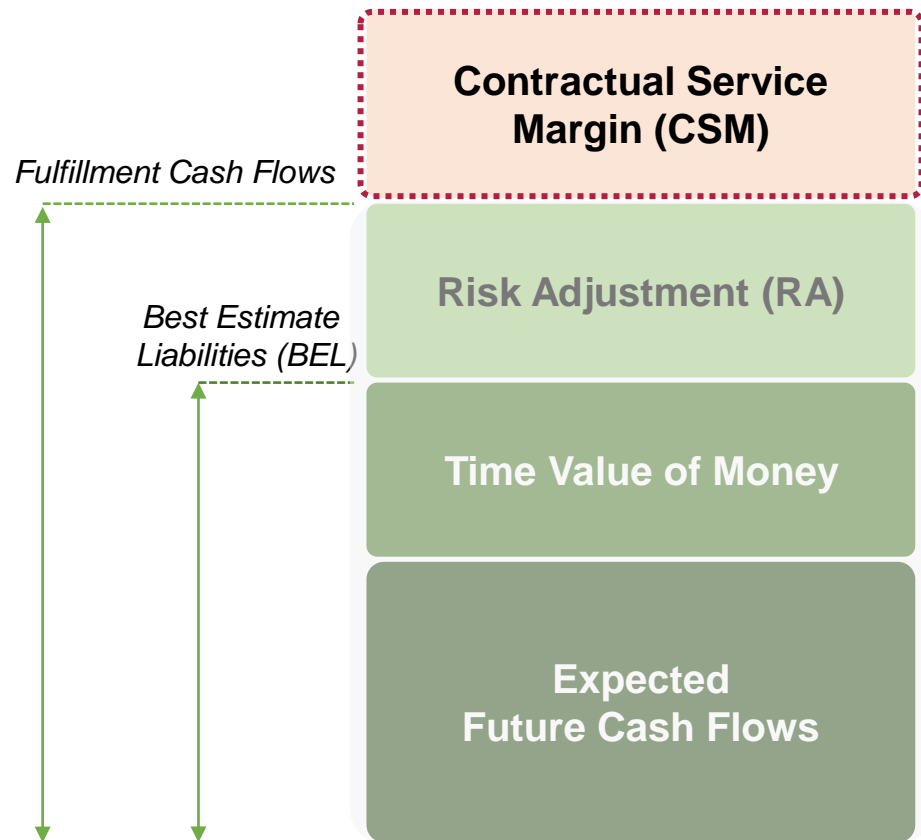 Contractual Service
Margin (CSM)
Fulfillment Cash Flows
Risk Adjustment (RA)
Best Estimate
Liabilities (BEL)
Time Value of Money
Expected
Future Cash Flows